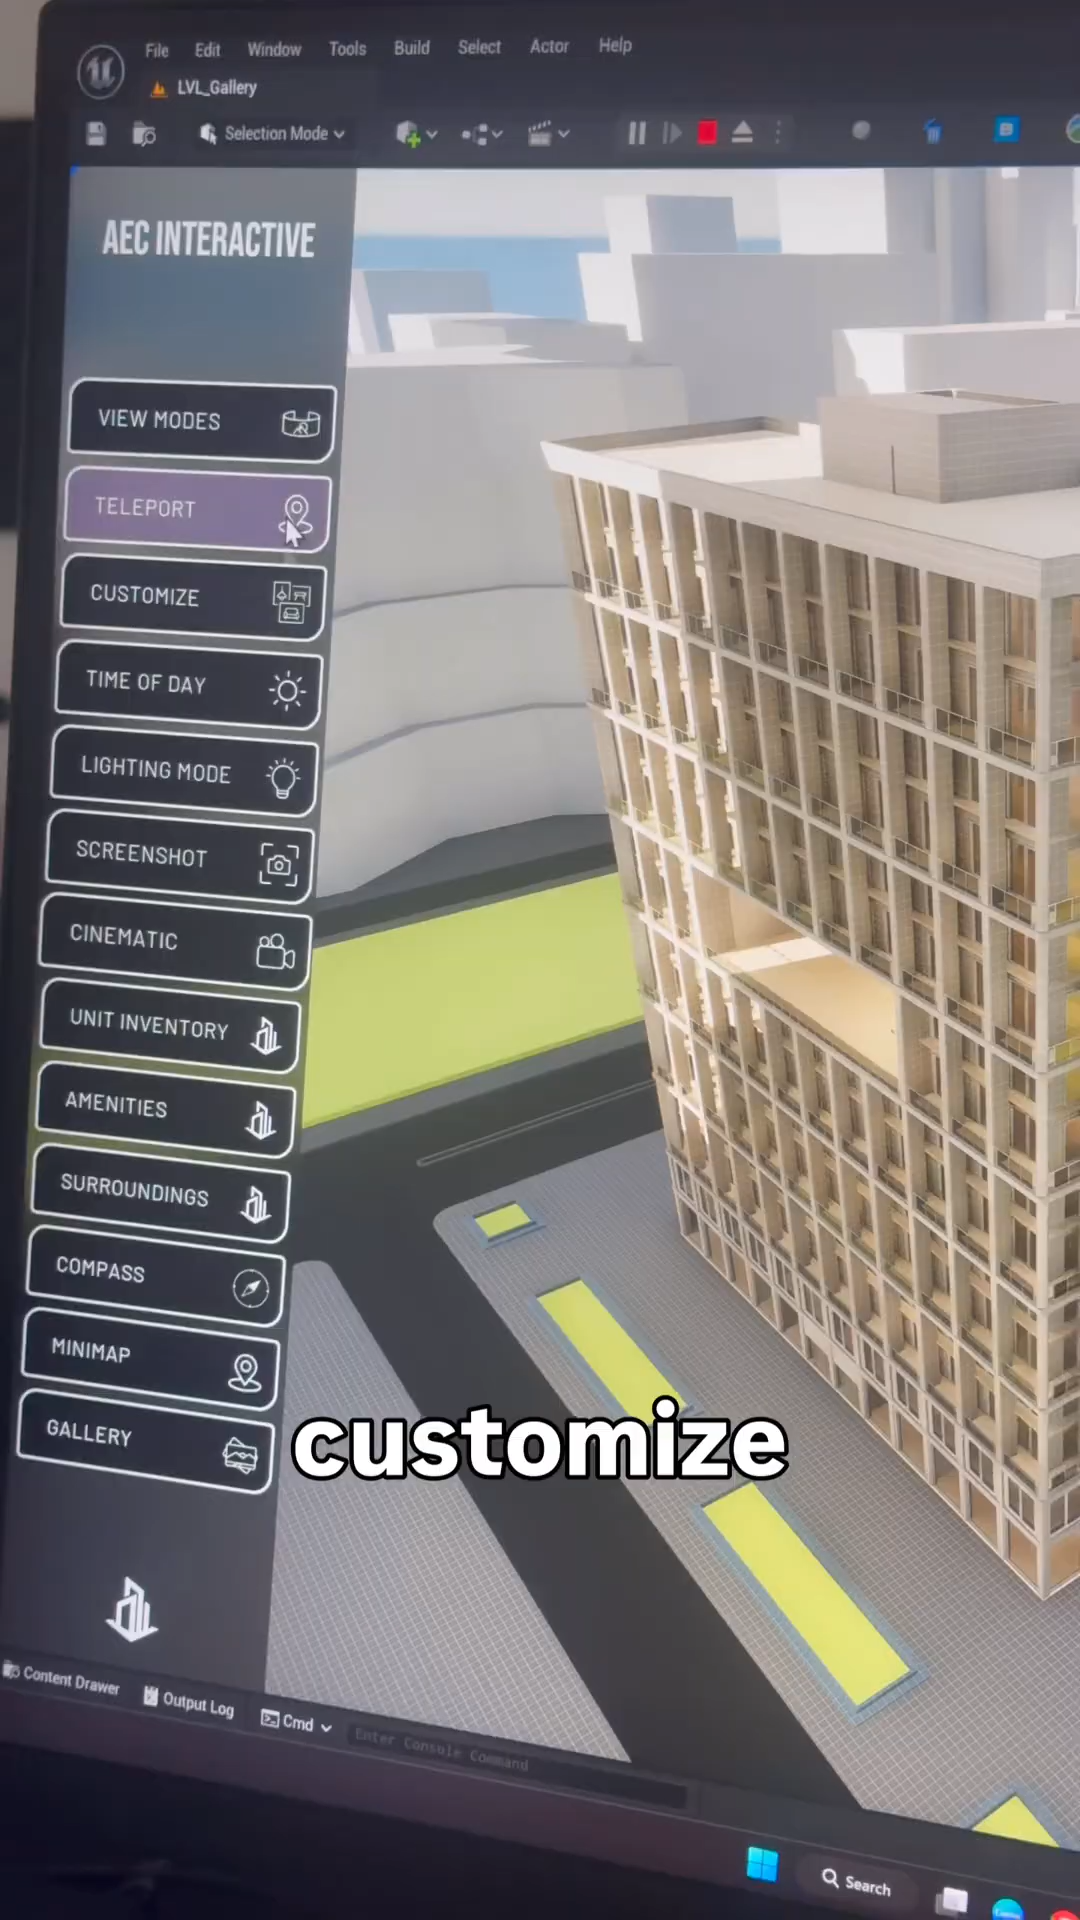 File Edit Window Tools Build Select Actor Help
LVL_Gallery
Selection Mode
AEC INTERACTIVE
VIEW MODES
TELEPORT
CUSTOMIZE
TIME OF DAY
LIGHTING MODE
SCREENSHOT
CINEMATIC
UNIT INVENTORY
AMENITIES
SURROUNDINGS
COMPASS
MINIMAP
GALLERY
customize
Content Drawer Output Log Cmd Enter Console Command
Search